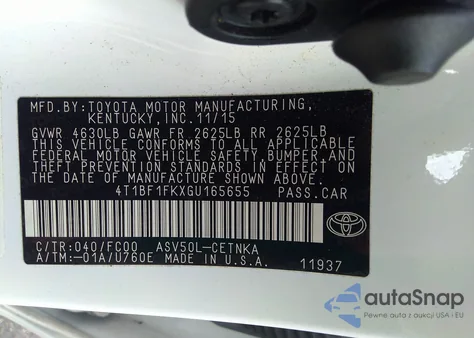 MFD.BY:TOYOTA MOTOR MANUFACTURING,
KENTUCKY,INC.11/15
GVWR 4630LB GAWR FR 2625LB RR 2625LB
THIS VEHICLE CONFORMS TO ALL APPLICABLE
FEDERAL MOTOR VEHICLE SAFETY,BUMPER,AND
THEFT PREVENTION STANDARDS IN EFFECT
ON THE DATE OF MANUFACTURE SHOWN ABOVE.
4T1BF1FKXGU165655 PASS.CAR
C/TR:040/FC00 ASV50L-CETNKA
A/TM:-01A/U760E MADE IN U.S.A.
TOYOTA
11937
autoSnap
Pewne auta z aukcji USA i EU